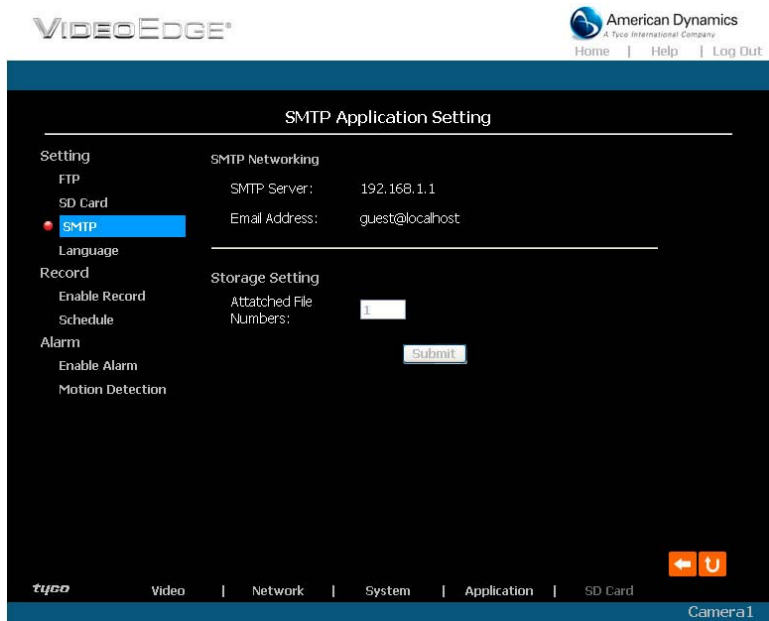 VIDEOEDGE®
American Dynamics
A Tyco International Company
Home | Help | Log Out
SMTP Application Setting
Setting
FTP
SD Card
SMTP
Language
Record
Enable Record
Schedule
Alarm
Enable Alarm
Motion Detection
SMTP Networking
SMTP Server: 192.168.1.1
Email Address: guest@localhost
Storage Setting
Attatched File
Numbers: 1
Submit
tyco Video | Network | System | Application | SD Card
Camera1